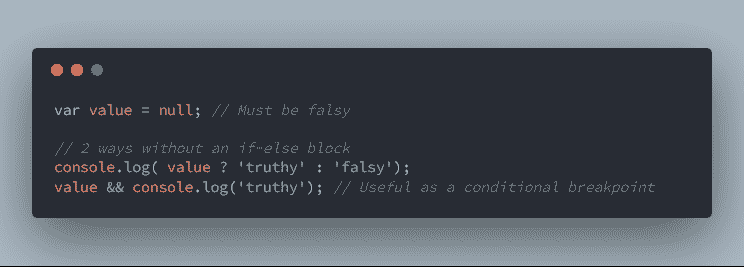 var value = null; // Must be falsy
// 2 ways without an if-else block
console.log( value ? 'truthy' : 'falsy');
value && console.log('truthy'); // Useful as a conditional breakpoint